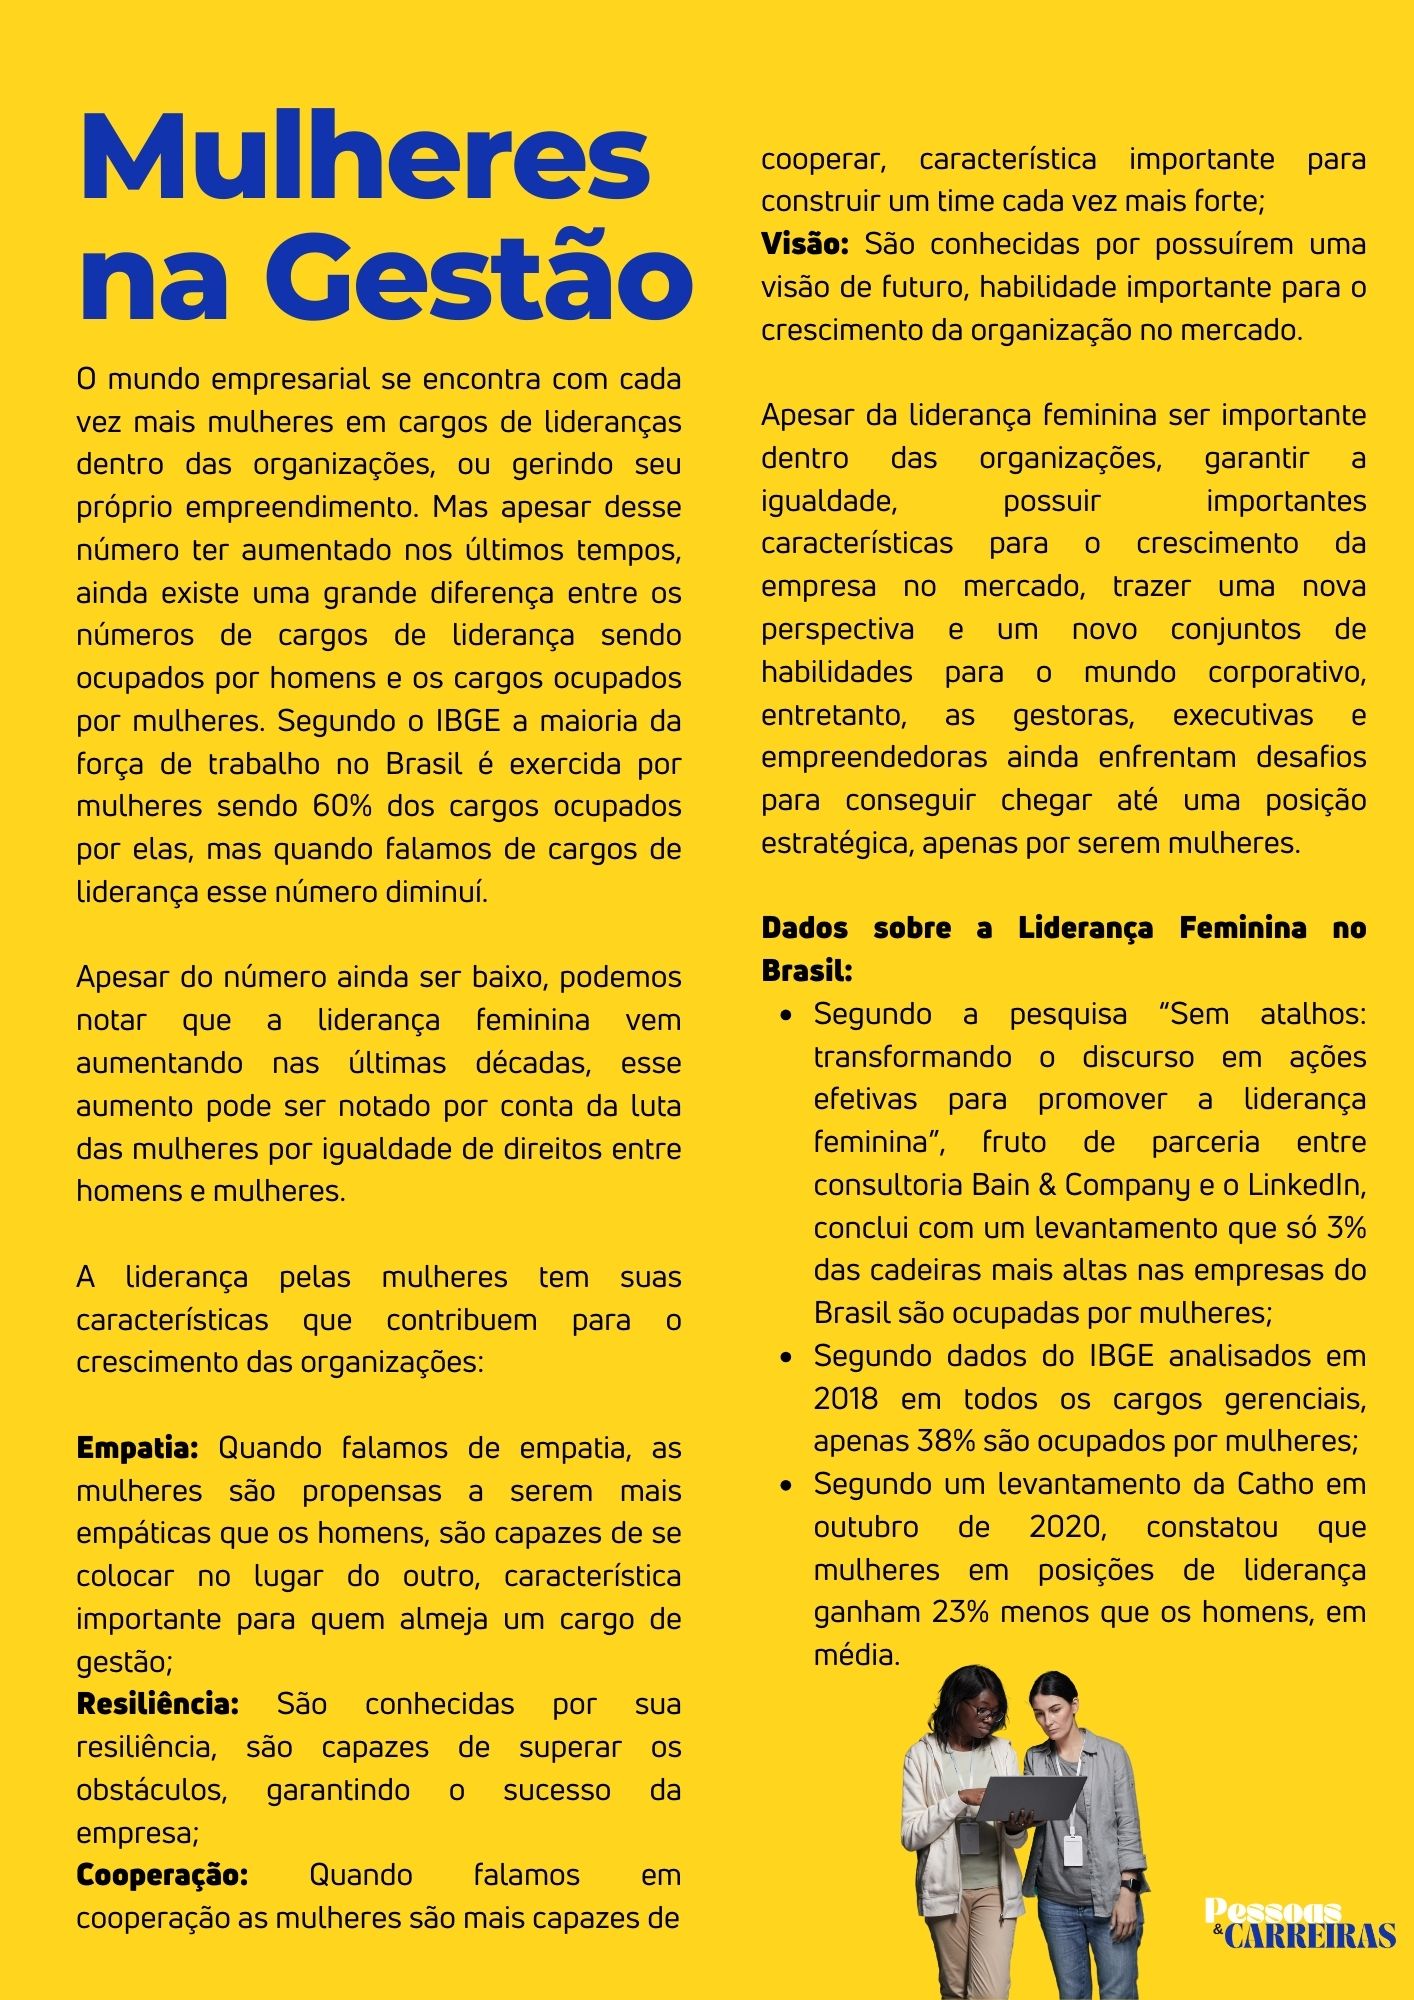 Mulheres
na Gestão
O mundo empresarial se encontra com cada
vez mais mulheres em cargos de lideranças
dentro das organizações, ou gerindo seu
próprio empreendimento. Mas apesar desse
número ter aumentado nos últimos tempos,
ainda existe uma grande diferença entre os
números de cargos de liderança sendo
ocupados por homens e os cargos ocupados
por mulheres. Segundo o IBGE a maioria da
força de trabalho no Brasil é exercida por
mulheres sendo 60% dos cargos ocupados
por elas, mas quando falamos de cargos de
liderança esse número diminuí.
Apesar do número ainda ser baixo, podemos
notar que a liderança feminina vem
aumentando nas últimas décadas, esse
aumento pode ser notado por conta da luta
das mulheres por igualdade de direitos entre
homens e mulheres.
A liderança pelas mulheres tem suas
características que contribuem para o
crescimento das organizações:
Empatia: Quando falamos de empatia, as
mulheres são propensas a serem mais
empáticas que os homens, são capazes de se
colocar no lugar do outro, característica
importante para quem almeja um cargo de
gestão;
Resiliência: São conhecidas por sua
resiliência, são capazes de superar os
obstáculos, garantindo o sucesso da
empresa;
Cooperação: Quando falamos em
cooperação as mulheres são mais capazes de
cooperar, característica importante para
construir um time cada vez mais forte;
Visão: São conhecidas por possuírem uma
visão de futuro, habilidade importante para o
crescimento da organização no mercado.
Apesar da liderança feminina ser importante
dentro das organizações, garantir a
igualdade, possuir importantes
características para o crescimento da
empresa no mercado, trazer uma nova
perspectiva e um novo conjuntos de
habilidades para o mundo corporativo,
entretanto, as gestoras, executivas e
empreendedoras ainda enfrentam desafios
para conseguir chegar até uma posição
estratégica, apenas por serem mulheres.
Dados sobre a Liderança Feminina no
Brasil:
• Segundo a pesquisa “Sem atalhos:
transformando o discurso em ações
efetivas para promover a liderança
feminina”, fruto de parceria entre
consultoria Bain & Company e o LinkedIn,
conclui com um levantamento que só 3%
das cadeiras mais altas nas empresas do
Brasil são ocupadas por mulheres;
• Segundo dados do IBGE analisados em
2018 em todos os cargos gerenciais,
apenas 38% são ocupados por mulheres;
• Segundo um levantamento da Catho em
outubro de 2020, constatou que
mulheres em posições de liderança
ganham 23% menos que os homens, em
média.
Pessoas
&CARREIRAS